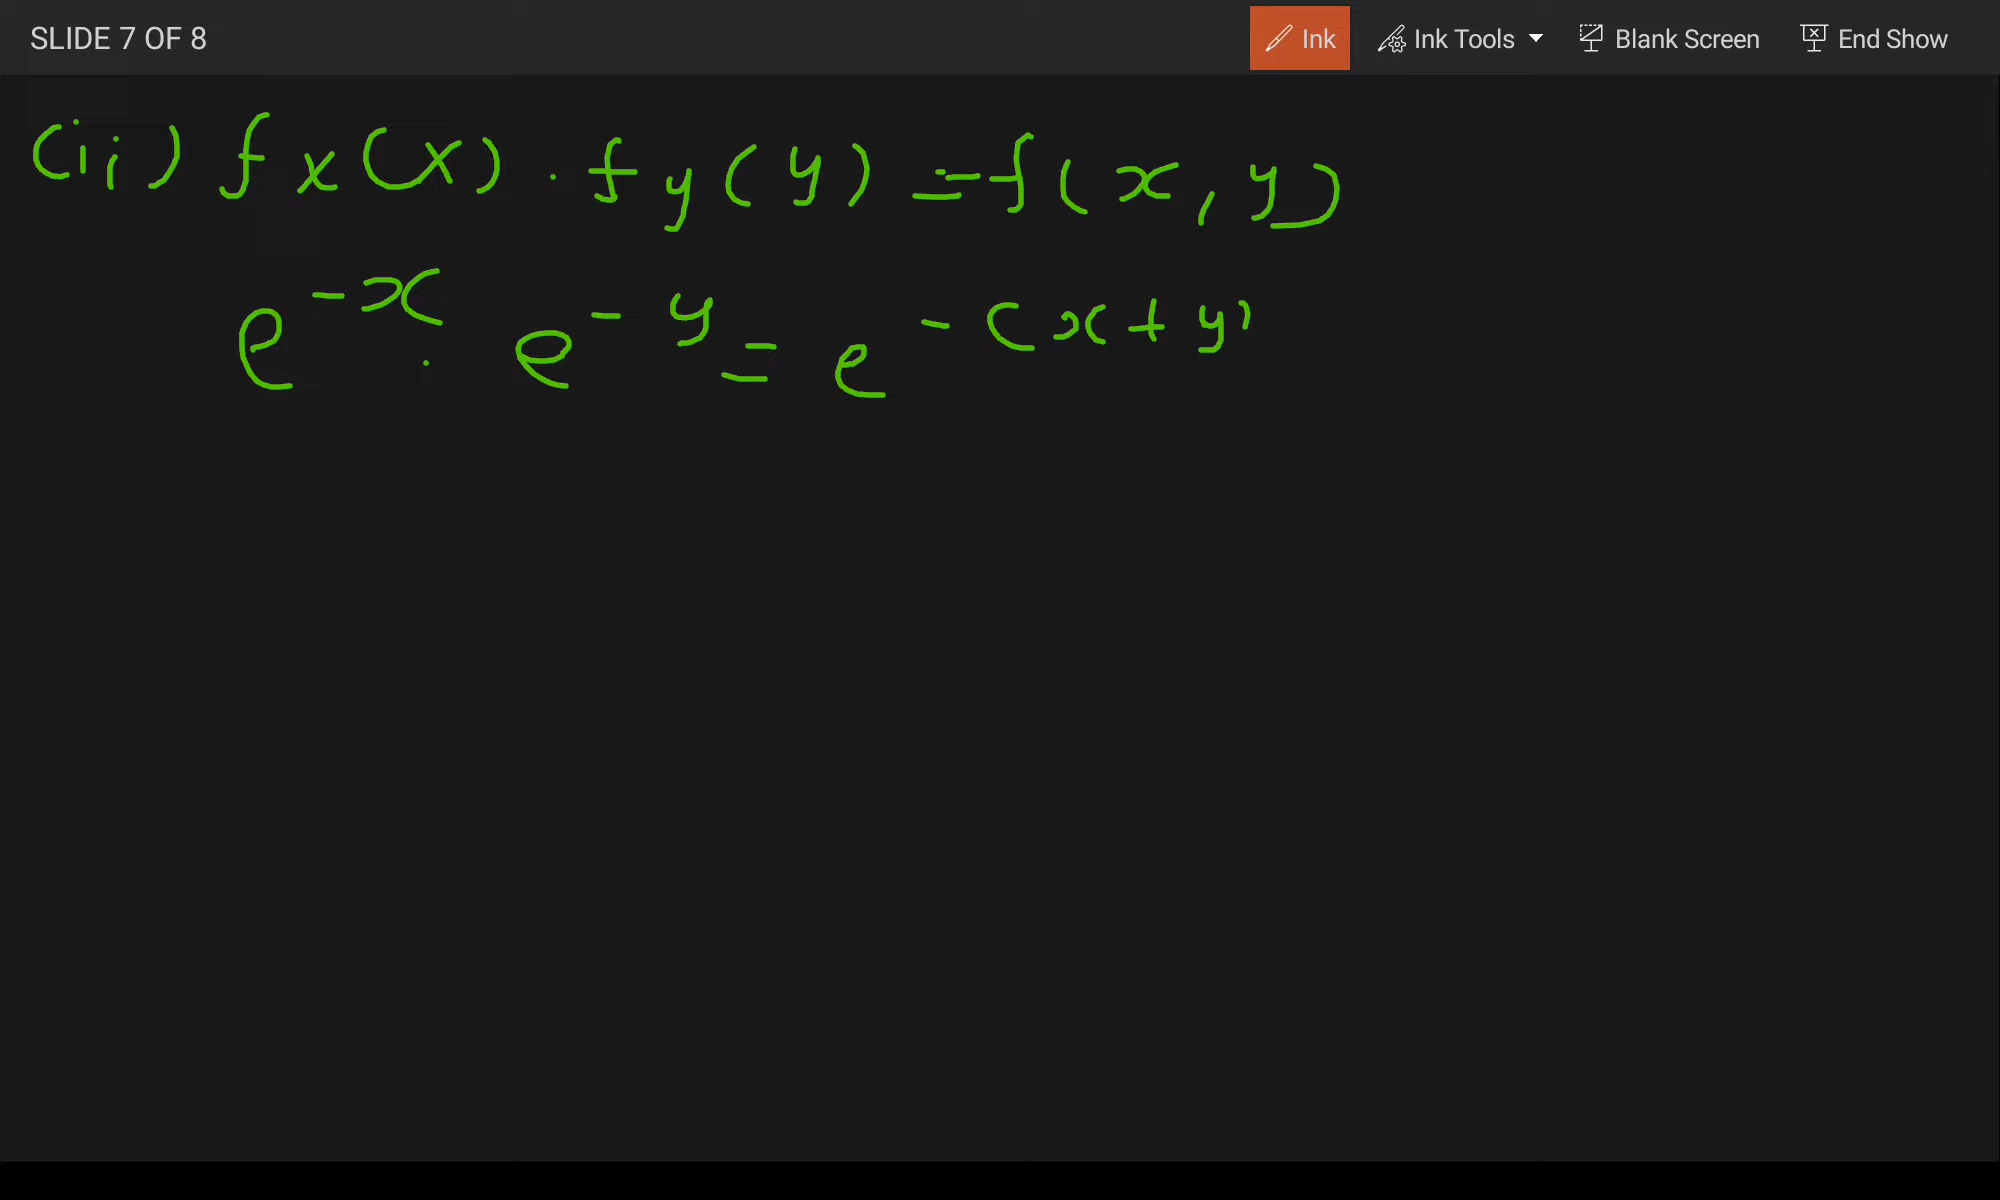 SLIDE 7 OF 8 Ink Ink Tools Blank Screen End Show
(ii) fx(x) . fy(y) = f(x, y)
e^-x . e^-y = e^-(x+y)